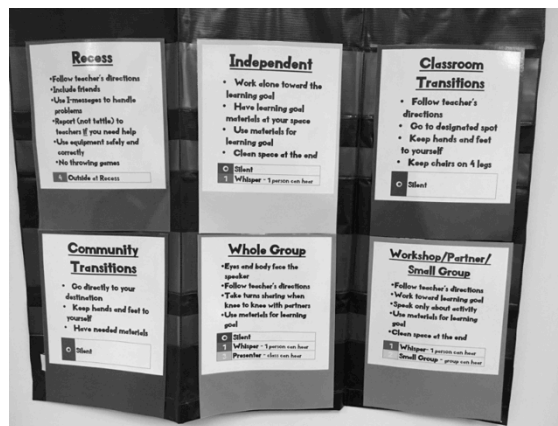 Recess
•Follow teacher's directions
•Include friends
•Use I-messages to handle
problems
•Report (not tattle) to
teachers if you need help
•Use equipment safely and
correctly
•No throwing games
Outside at Recess
Independent
• Work alone toward the
learning goal
• Have learning goal
materials at your space
• Use materials for
learning goal
• Clean space at the end
0 Silent
1 Whisper - 1 person can hear
Classroom
Transitions
• Follow teacher's
directions
• Go to designated spot
• Keep hands and feet
to yourself
• Keep chairs on 4 legs
0 Silent
Community
Transitions
• Go directly to your
destination
• Keep hands and feet to
yourself
• Have needed materials
0 Silent
Whole Group
•Eyes and body face the
speaker
•Follow teacher's directions
•Take turns sharing when
knee to knee with partners
•Use materials for learning
goal
0 Silent
1 Whisper - 1 person can hear
Presenter - class can hear
Workshop/Partner/
Small Group
•Follow teacher's directions
•Work toward learning goal
•Speak only about activity
•Use materials for learning
goal
•Clean space at the end
1 Whisper- 1 person can hear
Small Group - group can hear